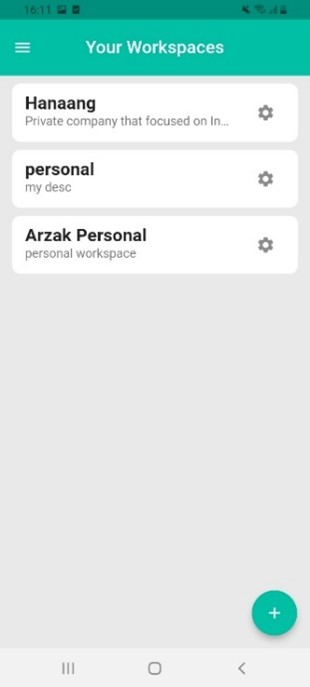 16:11
Your Workspaces
Hanaang
Private company that focused on In...
personal
my desc
Arzak Personal
personal workspace
+